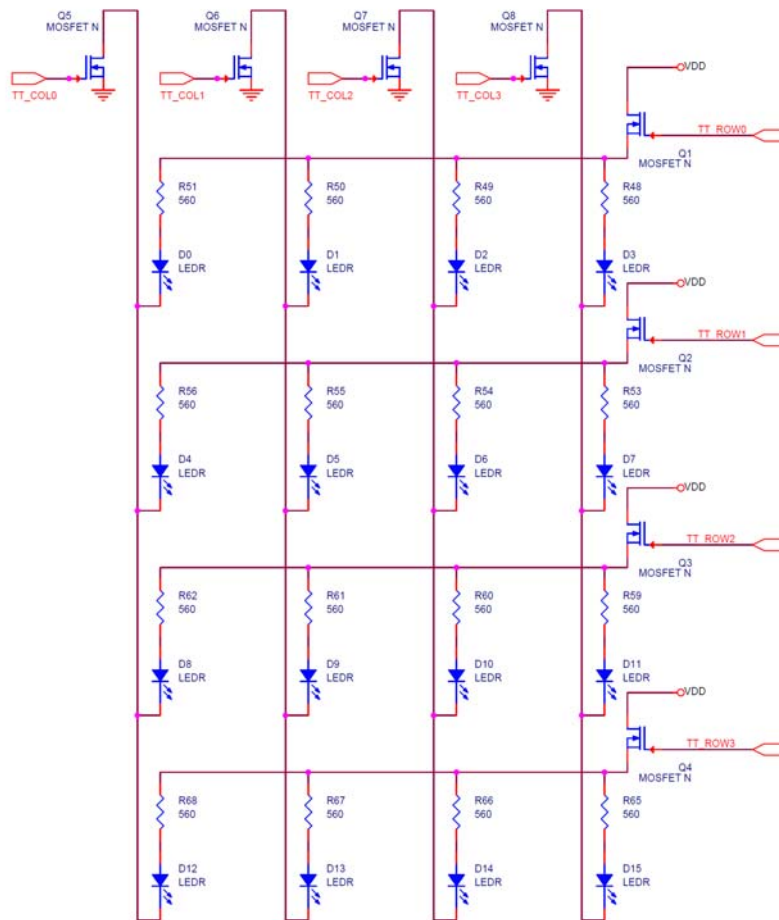 Q5
MOSFET N
Q6
MOSFET N
Q7
MOSFET N
Q8
MOSFET N
TT_COL0
TT_COL1
TT_COL2
TT_COL3
VDD
TT_ROW0
Q1
MOSFET N
R51
560
R50
560
R49
560
R48
560
D0
LEDR
D1
LEDR
D2
LEDR
D3
LEDR
VDD
TT_ROW1
Q2
MOSFET N
R56
560
R55
560
R54
560
R53
560
D4
LEDR
D5
LEDR
D6
LEDR
D7
LEDR
VDD
TT_ROW2
Q3
MOSFET N
R62
560
R61
560
R60
560
R59
560
D8
LEDR
D9
LEDR
D10
LEDR
D11
LEDR
VDD
TT_ROW3
Q4
MOSFET N
R68
560
R67
560
R66
560
R65
560
D12
LEDR
D13
LEDR
D14
LEDR
D15
LEDR